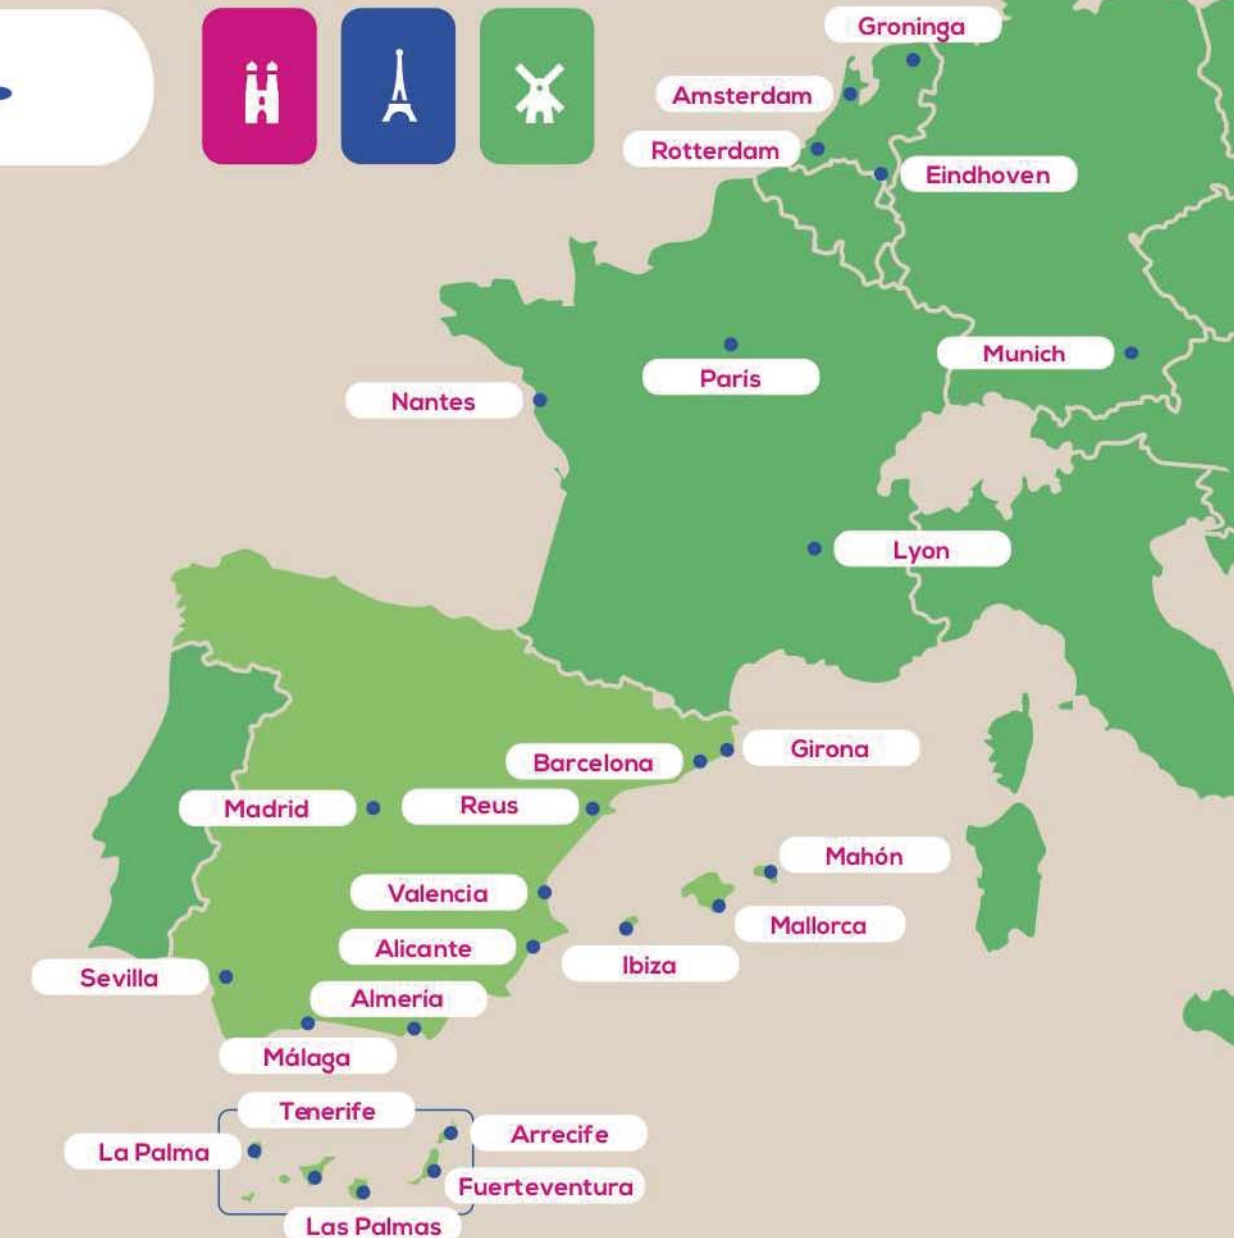 Groninga
Amsterdam
Rotterdam
Eindhoven
París
Munich
Nantes
Lyon
Barcelona
Girona
Madrid
Reus
Mahón
Valencia
Mallorca
Alicante
Ibiza
Sevilla
Almería
Málaga
Tenerife
Arrecife
La Palma
Fuerteventura
Las Palmas